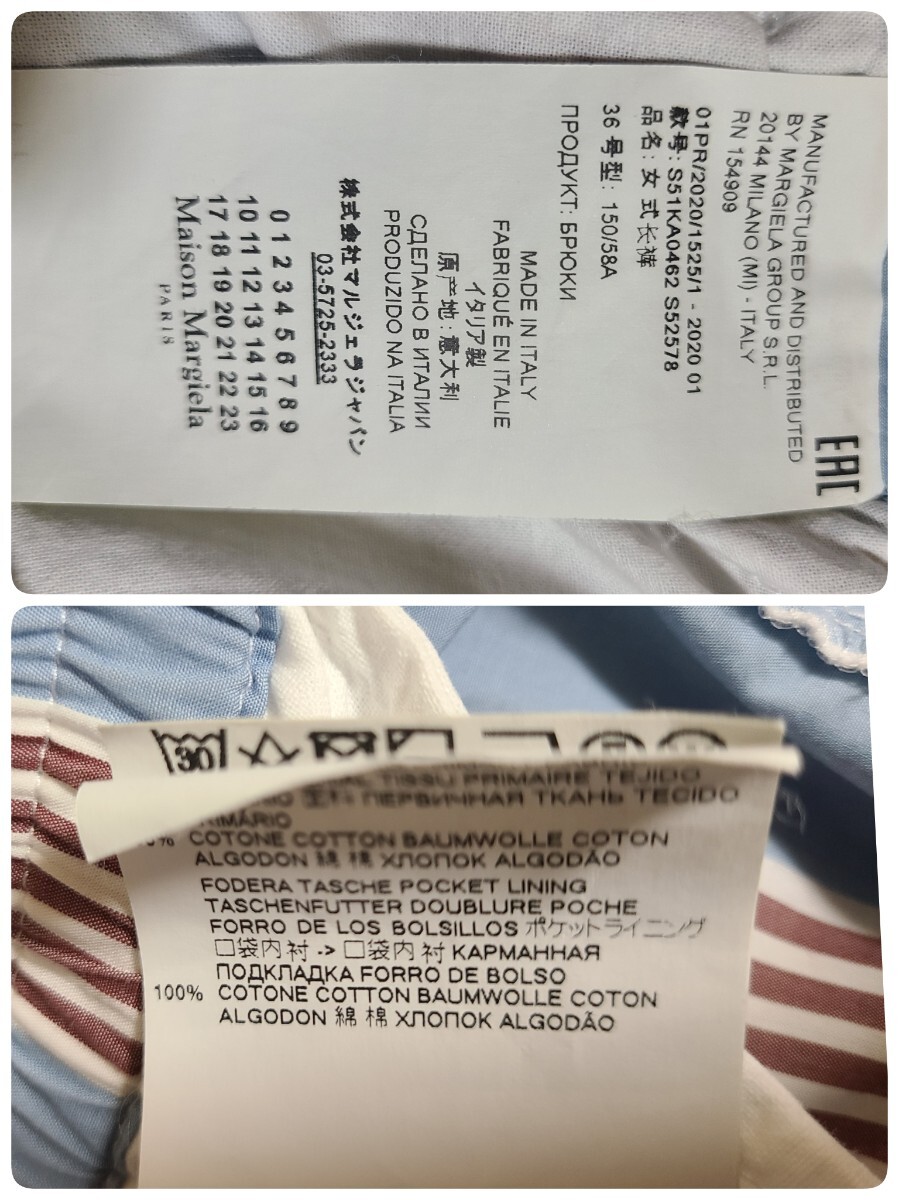 EAC
MANUFACTURED AND DISTRIBUTED
BY MARGIELA GROUP S.R.L.
20144 MILANO (MI) - ITALY
RN 154909
01PR/2020/1525/1 - 2020 01
款号: S51KA0462 S52578
品名: 女式长裤
36 号型: 150/58A
ПРОДУКТ: БРЮКИ
MADE IN ITALY
FABRIQUÉ EN ITALIE
イタリア製
原产地: 意大利
СДЕЛАНО В ИТАЛИИ
PRODUZIDO NA ITALIA
株式会社マルジェラジャパン
03-5725-2333
0 1 2 3 4 5 6 7 8 9
10 11 12 13 14 15 16
17 18 19 20 21 22 23
Maison Margiela
PARIS
30
TISSU PRIMAIRE TEJIDO
ПЕРВИЧНАЯ ТКАНЬ TECIDO
PRIMÁRIO
% COTONE COTTON BAUMWOLLE COTON
ALGODON 綿 棉 ХЛОПОК ALGODÃO
FODERA TASCHE POCKET LINING
TASCHENFUTTER DOUBLURE POCHE
FORRO DE LOS BOLSILLOS ポケットライニング
口袋内衬 -> 口袋内衬 КАРМАННАЯ
ПОДКЛАДКА FORRO DE BOLSO
100% COTONE COTTON BAUMWOLLE COTON
ALGODON 綿 棉 ХЛОПОК ALGODÃO